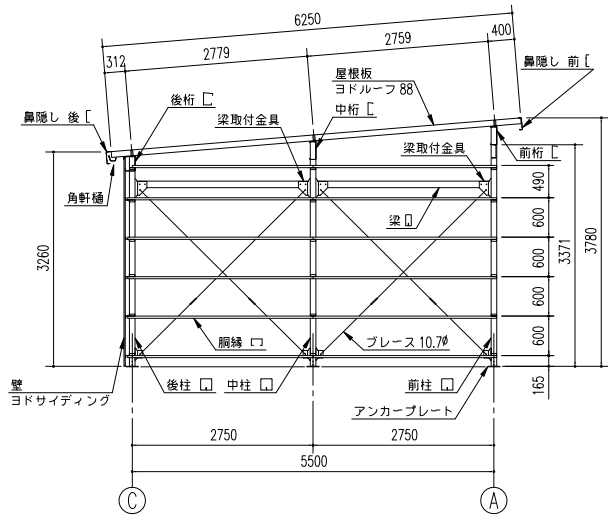 6250
312
2779
2759
400
鼻隠し 前
屋根板
ヨドルーフ 88
後桁
中桁
鼻隠し 後
梁取付金具
梁取付金具
前桁
角軒樋
490
梁
600
3260
600
3371
3780
600
胴縁
ブレース 10.7φ
600
壁
ヨドサイディング
後柱
中柱
前柱
165
アンカープレート
2750
2750
5500
C
A